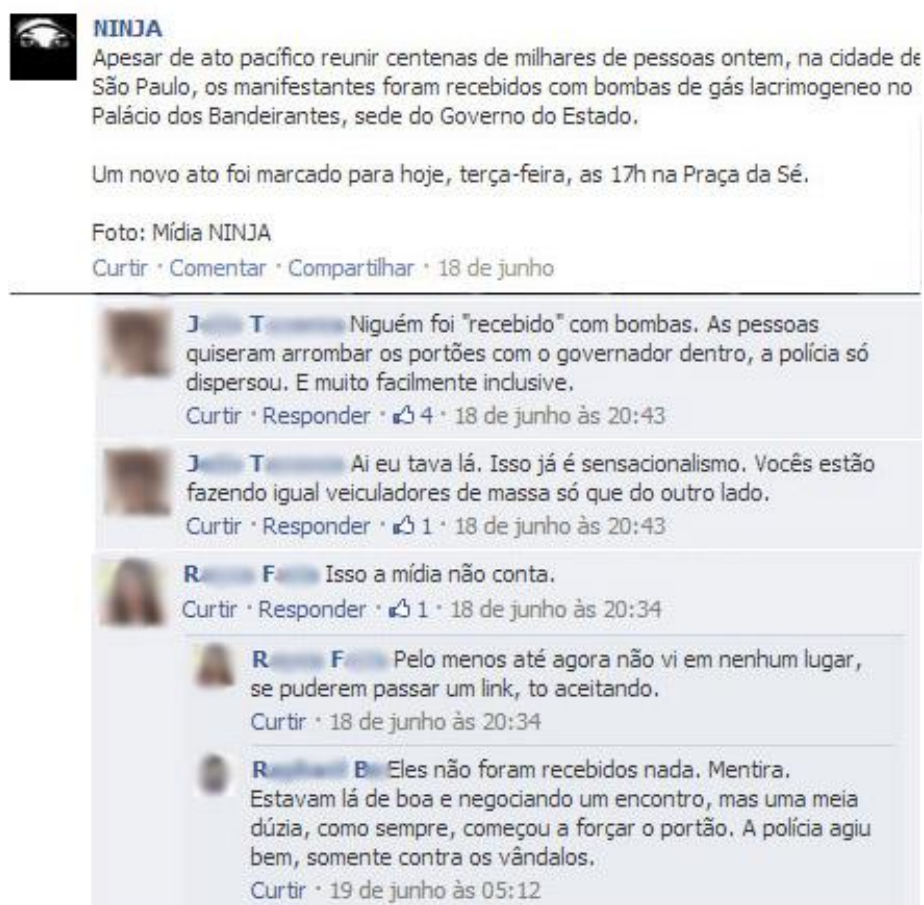 NINJA
Apesar de ato pacífico reunir centenas de milhares de pessoas ontem, na cidade de
São Paulo, os manifestantes foram recebidos com bombas de gás lacrimogeneo no
Palácio dos Bandeirantes, sede do Governo do Estado.
Um novo ato foi marcado para hoje, terça-feira, as 17h na Praça da Sé.
Foto: Mídia NINJA
Curtir · Comentar · Compartilhar · 18 de junho
J T Niguém foi "recebido" com bombas. As pessoas
quiseram arrombar os portões com o governador dentro, a polícia só
dispersou. E muito facilmente inclusive.
Curtir · Responder · 4 · 18 de junho às 20:43
J T Ai eu tava lá. Isso já é sensacionalismo. Vocês estão
fazendo igual veiculadores de massa só que do outro lado.
Curtir · Responder · 1 · 18 de junho às 20:43
R F Isso a mídia não conta.
Curtir · Responder · 1 · 18 de junho às 20:34
R F Pelo menos até agora não vi em nenhum lugar,
se puderem passar um link, to aceitando.
Curtir · 18 de junho às 20:34
R B Eles não foram recebidos nada. Mentira.
Estavam lá de boa e negociando um encontro, mas uma meia
dúzia, como sempre, começou a forçar o portão. A polícia agiu
bem, somente contra os vândalos.
Curtir · 19 de junho às 05:12